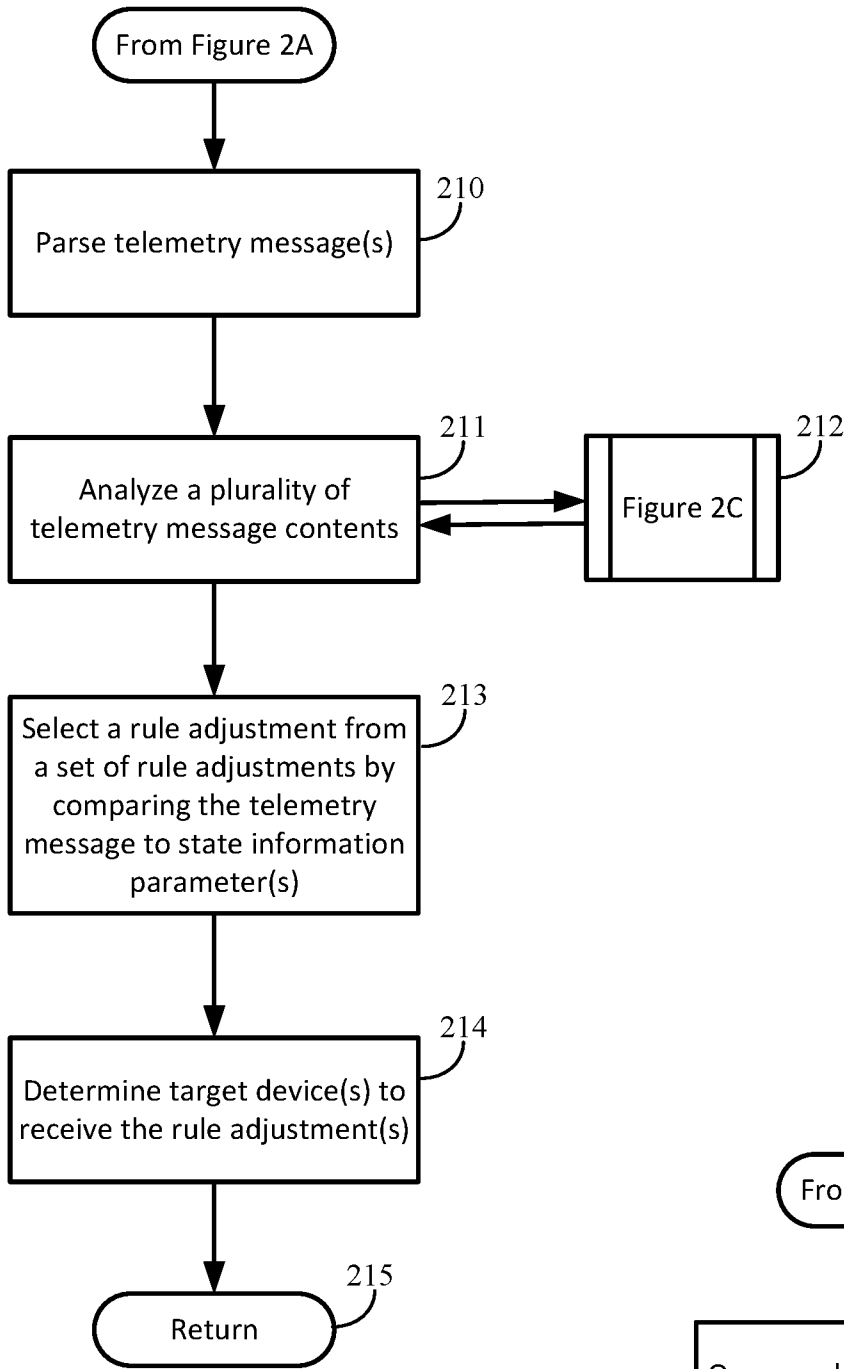 From Figure 2A
210
Parse telemetry message(s)
211
Analyze a plurality of
telemetry message contents
212
Figure 2C
213
Select a rule adjustment from
a set of rule adjustments by
comparing the telemetry
message to state information
parameter(s)
214
Determine target device(s) to
receive the rule adjustment(s)
215
Return